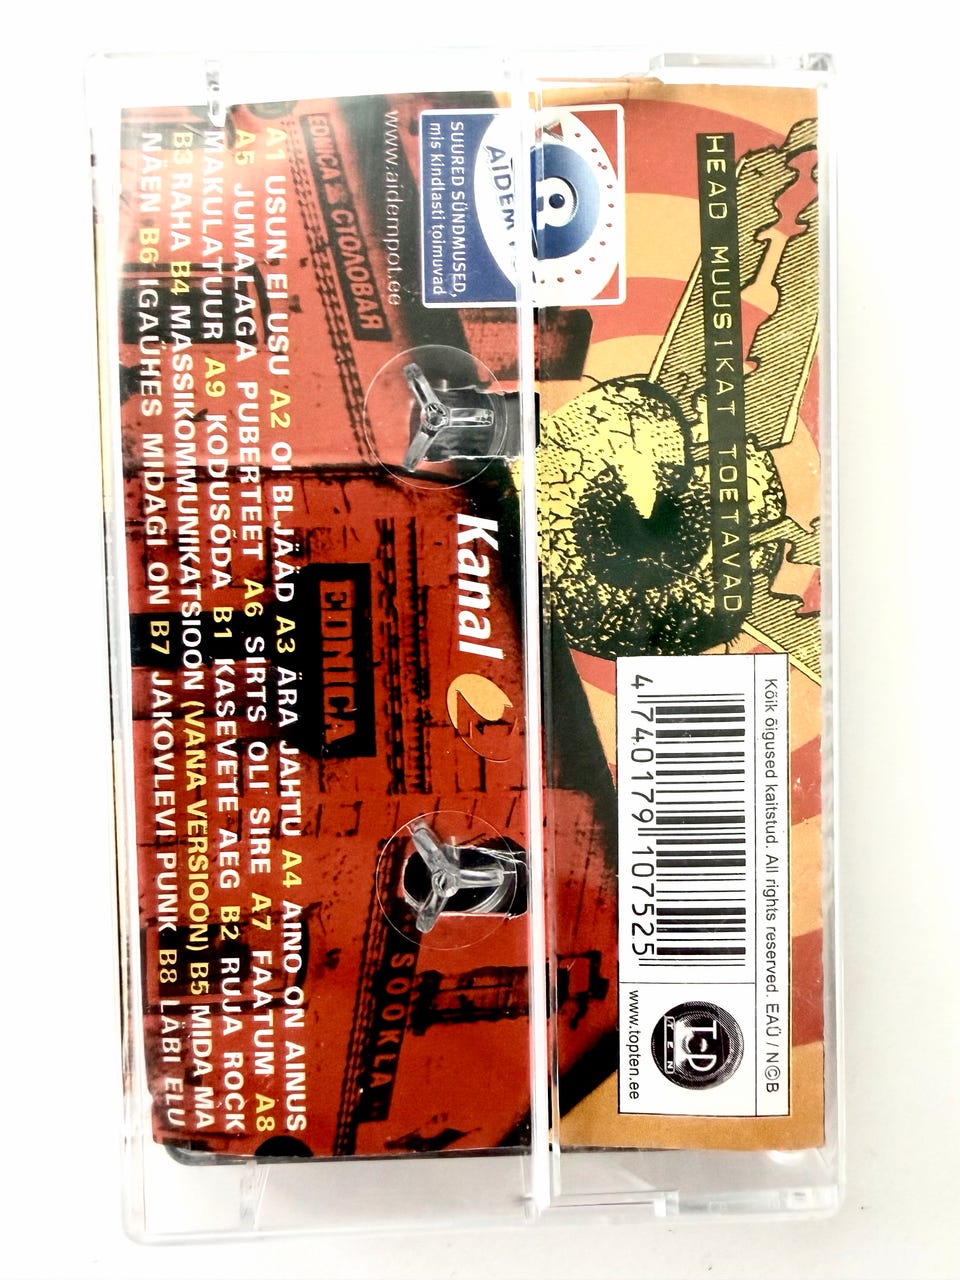 HEAD MUUSIKAT TOETAVAD
Kõik õigused kaitstud. All rights reserved. EAÜ / N©B
4 740179 107525
TOP
TEN
www.topten.ee
AIDEM
SUURED SÜNDMUSED,
mis kindlasti toimuvad
www.aidempot.ee
Kanal 2
EDNICA & СТОЛОВАЯ
EDNICA
SÖÖKLA
A1 USUN EI USU A2 OI BLJÄÄD A3 ÄRA JAHTU A4 AINO ON AINUS
A5 JUMALAGA PUBERTEET A6 SIRTS OLI SIRE A7 FAATUM A8
MAKULATUUR A9 KODUSÕDA B1 KASEVETE AEG B2 RUJA ROCK
B3 RAHA B4 MASSIKOMMUNIKATSIOON (VANA VERSIOON) B5 MIDA MA
NÄEN B6 IGAÜHES MIDAGI ON B7 JAKOVLEVI PUNK B8 LÄBI ELU